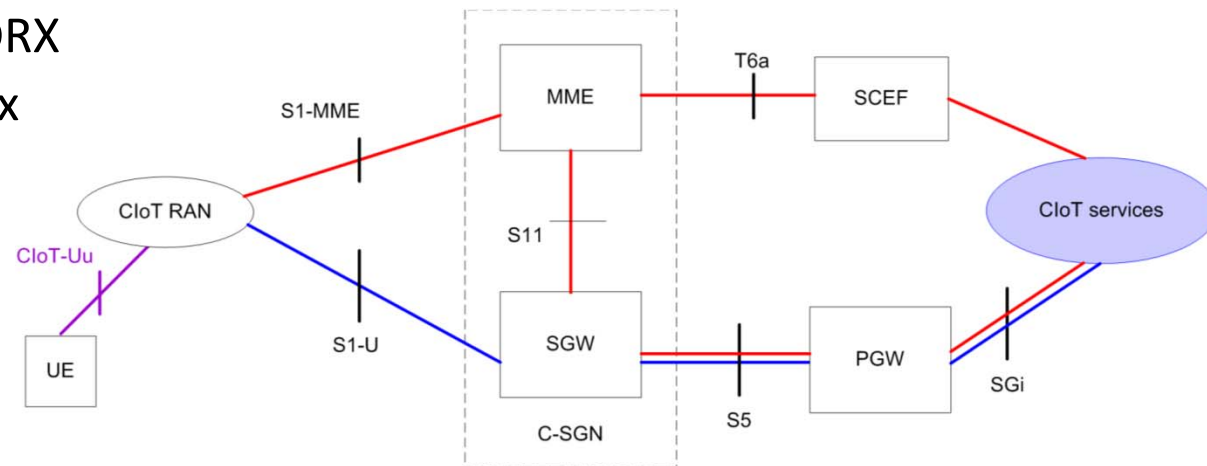 DRX
x
T6a
MME
SCEF
S1-MME
CIoT RAN
CIoT services
S11
CIoT-Uu
S1-U
SGW
PGW
UE
SGi
S5
C-SGN